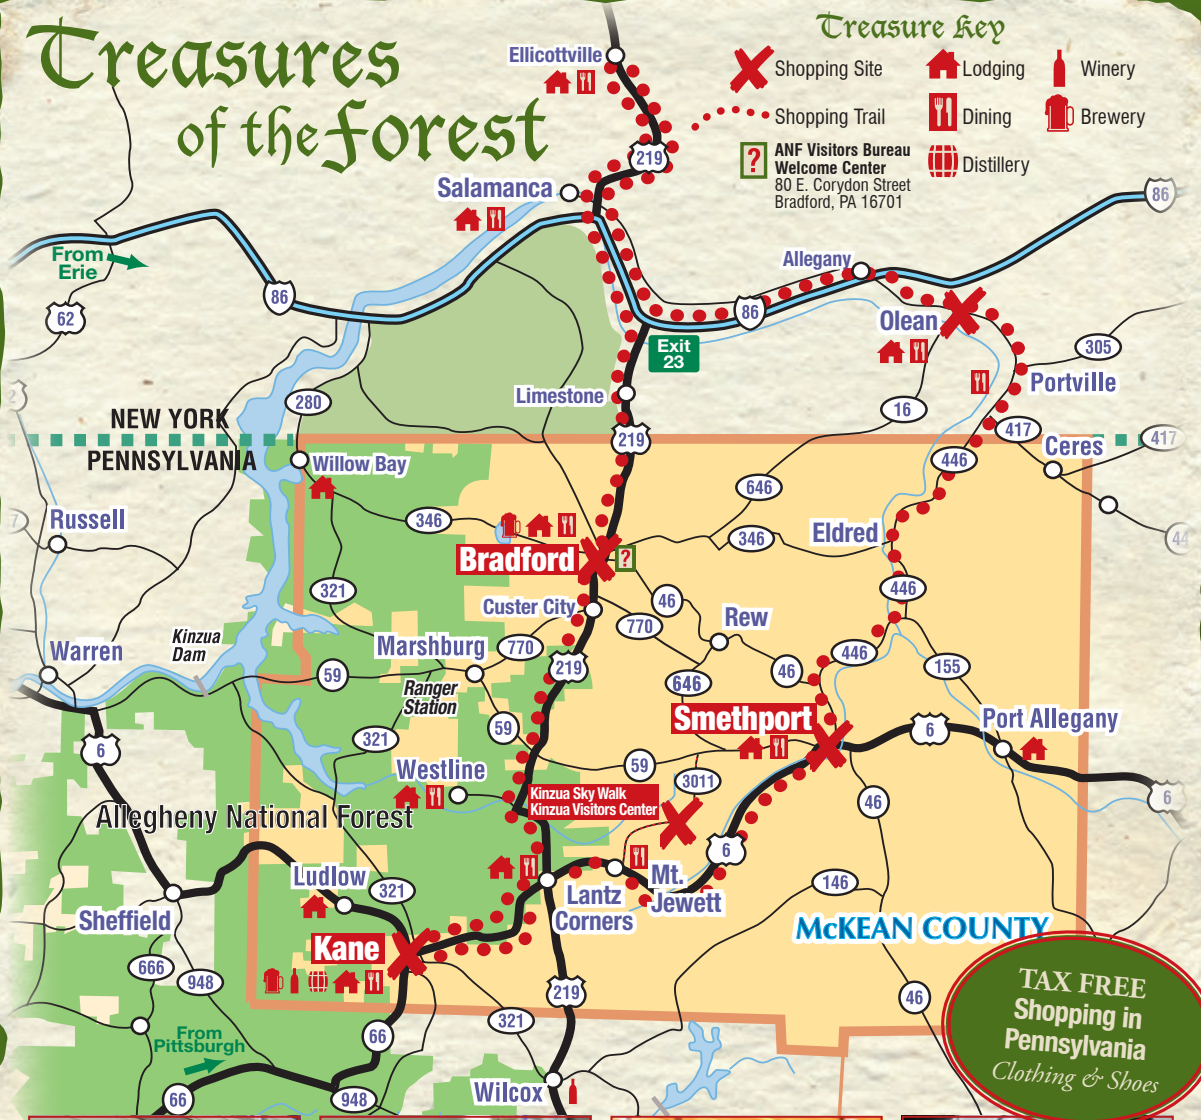 Treasures
of the Forest
Treasure Key
Shopping Site
Lodging
Winery
Shopping Trail
Dining
Brewery
?
ANF Visitors Bureau
Welcome Center
80 E. Corydon Street
Bradford, PA 16701
Distillery
Ellicottville
219
Salamanca
86
From
Erie
Allegany
86
86
62
Olean
Exit
23
305
Portville
Limestone
280
16
NEW YORK
219
417
Ceres
417
PENNSYLVANIA
Willow Bay
446
646
Russell
346
Eldred
346
Bradford
?
321
446
46
Custer City
Rew
770
Kinzua
Dam
Marshburg
770
Warren
446
219
46
155
59
646
Ranger
Station
Smethport
Port Allegany
59
6
321
6
59
Westline
3011
Kinzua Sky Walk
Kinzua Visitors Center
6
46
Allegheny National Forest
6
Ludlow
321
Mt.
Jewett
146
Lantz
Corners
Sheffield
McKEAN COUNTY
Kane
666
948
219
46
TAX FREE
Shopping in
Pennsylvania
Clothing & Shoes
321
From
Pittsburgh
66
Wilcox
66
948